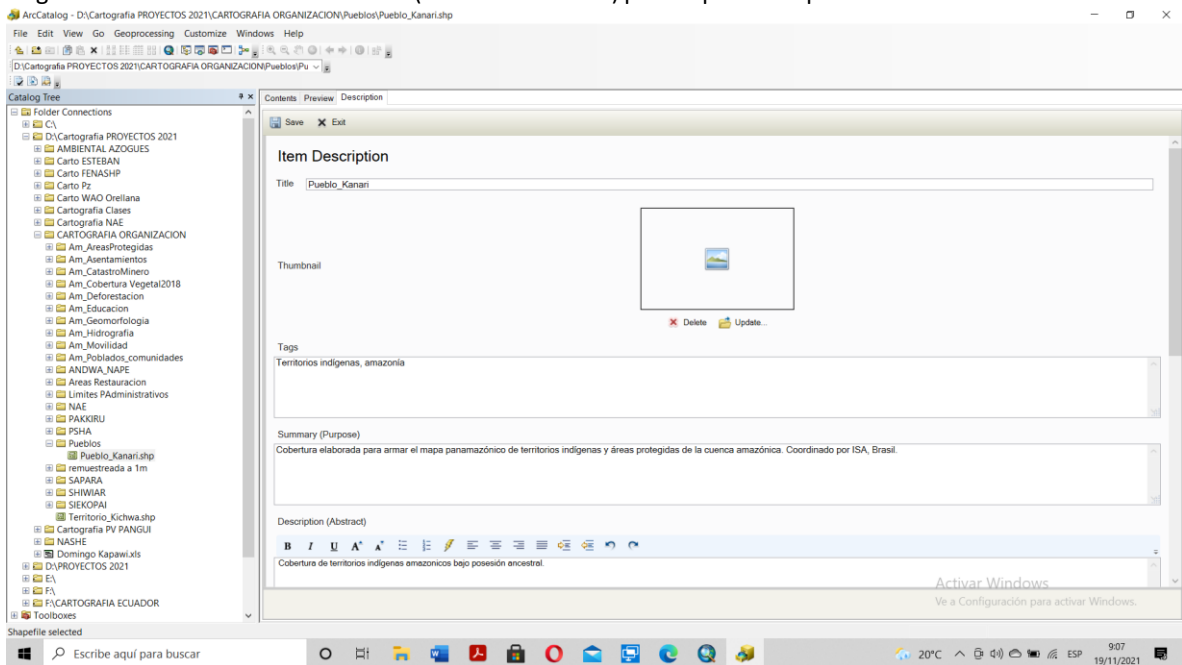 ArcCatalog - D:\Cartografia PROYECTOS 2021\CARTOGRAFIA ORGANIZACION\Pueblos\Pueblo_Kanari.shp
File Edit View Go Geoprocessing Customize Windows Help
D:\Cartografia PROYECTOS 2021\CARTOGRAFIA ORGANIZACION\Pueblos\Pu
Catalog Tree
Folder Connections
C:\
D:\Cartografia PROYECTOS 2021
AMBIENTAL AZOGUES
Carto ESTEBAN
Carto FENASHP
Carto Pz
Carto WAO Orellana
Cartografia Clases
Cartografia NAE
CARTOGRAFIA ORGANIZACION
Am_AreasProtegidas
Am_Asentamientos
Am_CatastroMinero
Am_Cobertura Vegetal2018
Am_Deforestacion
Am_Educacion
Am_Geomorfologia
Am_Hidrografia
Am_Movilidad
Am_Poblados_comunidades
ANDWA_NAPE
Areas Restauracion
Limites PAdministrativos
NAE
PAKKIRU
PSHA
Pueblos
Pueblo_Kanari.shp
remuestreada a 1m
SAPARA
SHIWIAR
SIEKOPAI
Territorio_Kichwa.shp
Cartografia PV PANGUI
NASHE
Domingo Kapawi.xls
D:\PROYECTOS 2021
E:\
F:\
F:\CARTOGRAFIA ECUADOR
Toolboxes
Contents Preview Description
Save Exit
Item Description
Title Pueblo_Kanari
Thumbnail
Delete Update...
Tags
Territorios indígenas, amazonía
Summary (Purpose)
Cobertura elaborada para armar el mapa panamazónico de territorios indígenas y áreas protegidas de la cuenca amazónica. Coordinado por ISA, Brasil.
Description (Abstract)
B I U A A
Cobertura de territorios indígenas amazonicos bajo posesión ancestral.
Activar Windows
Ve a Configuración para activar Windows.
Shapefile selected
Escribe aquí para buscar
20°C
ESP
9:07
19/11/2021